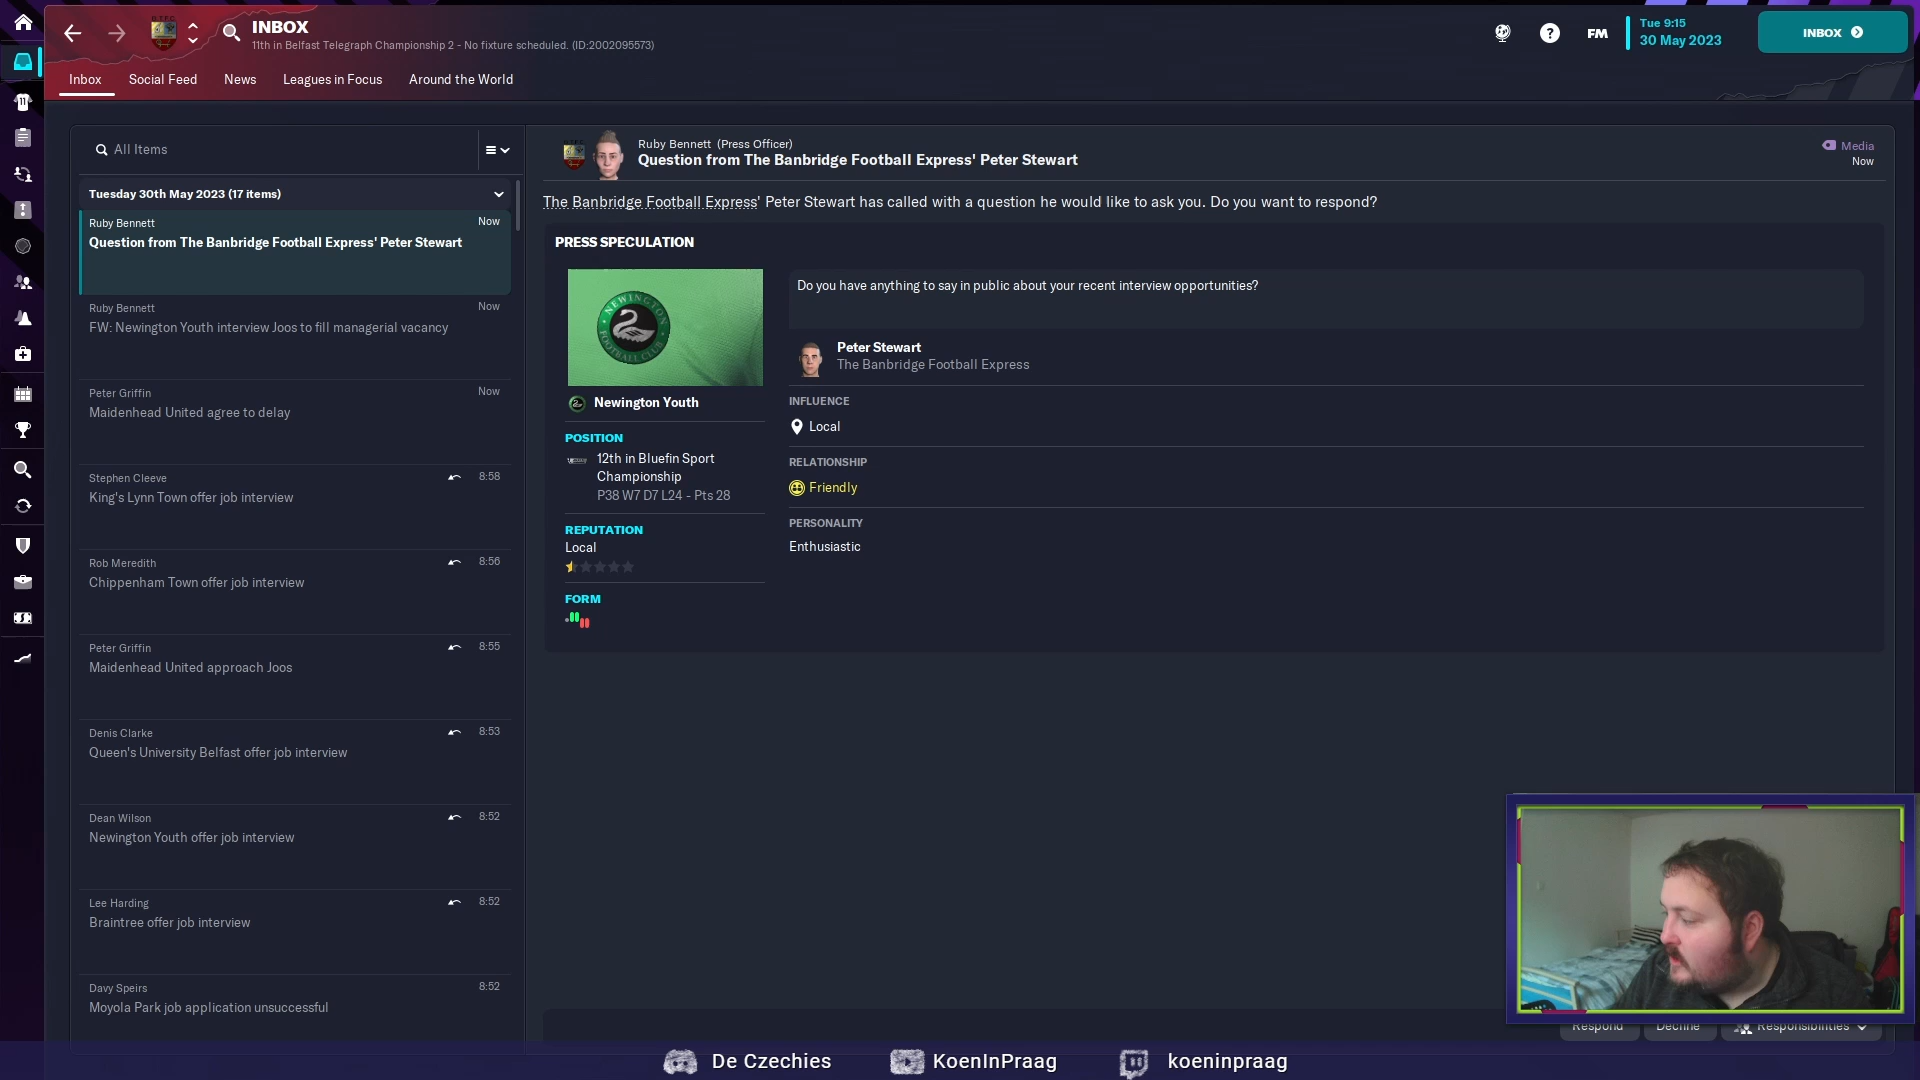 INBOX
11th in Belfast Telegraph Championship 2 - No fixture scheduled. (ID:2002095573)
FM
Tue 9:15
30 May 2023
INBOX
Inbox
Social Feed
News
Leagues in Focus
Around the World
All Items
Tuesday 30th May 2023 (17 items)
Ruby Bennett
Now
Question from The Banbridge Football Express' Peter Stewart
Ruby Bennett
Now
FW: Newington Youth interview Joos to fill managerial vacancy
Peter Griffin
Now
Maidenhead United agree to delay
Stephen Cleeve
8:58
King's Lynn Town offer job interview
Rob Meredith
8:56
Chippenham Town offer job interview
Peter Griffin
8:55
Maidenhead United approach Joos
Denis Clarke
8:53
Queen's University Belfast offer job interview
Dean Wilson
8:52
Newington Youth offer job interview
Lee Harding
8:52
Braintree offer job interview
Davy Speirs
8:52
Moyola Park job application unsuccessful
Ruby Bennett (Press Officer)
Question from The Banbridge Football Express' Peter Stewart
Media
Now
The Banbridge Football Express' Peter Stewart has called with a question he would like to ask you. Do you want to respond?
PRESS SPECULATION
NEWINGTON
FOOTBALL CLUB
Newington Youth
POSITION
12th in Bluefin Sport
Championship
P38 W7 D7 L24 - Pts 28
REPUTATION
Local
FORM
Do you have anything to say in public about your recent interview opportunities?
Peter Stewart
The Banbridge Football Express
INFLUENCE
Local
RELATIONSHIP
Friendly
PERSONALITY
Enthusiastic
Respond
Decline
Responsibilities
De Czechies
KoenInPraag
koeninpraag